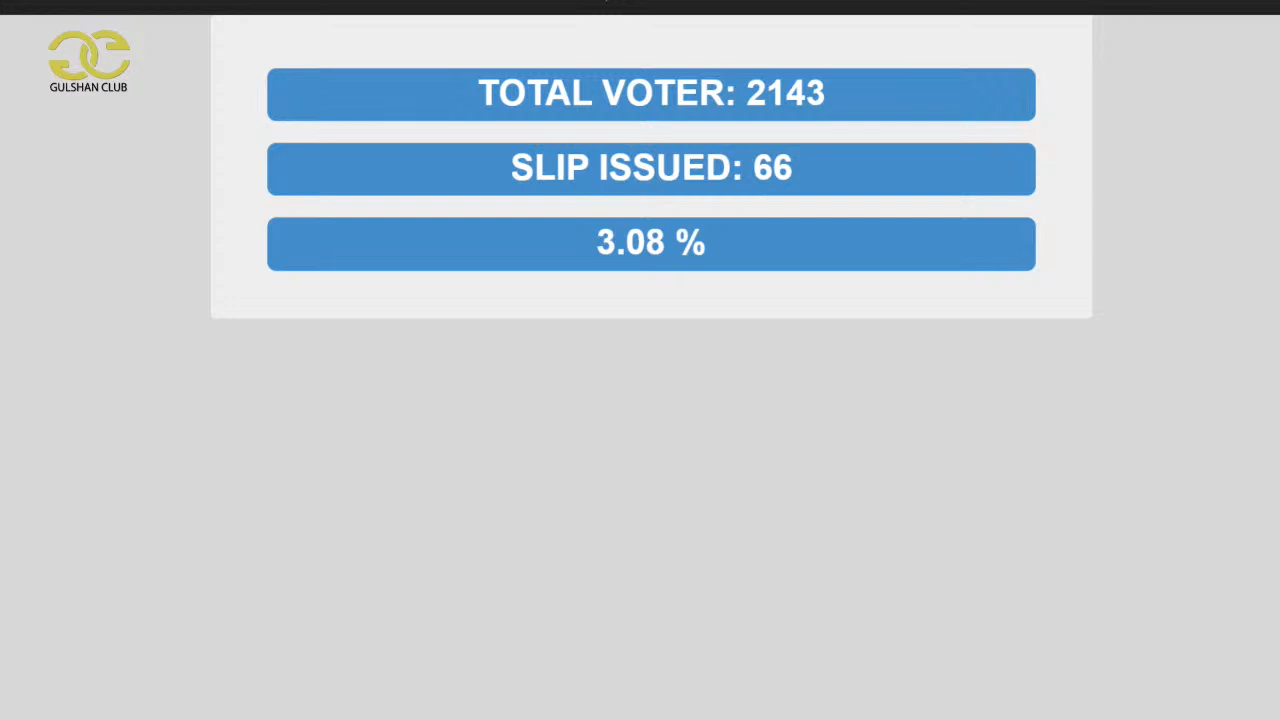 GULSHAN CLUB
TOTAL VOTER: 2143
SLIP ISSUED: 66
3.08 %